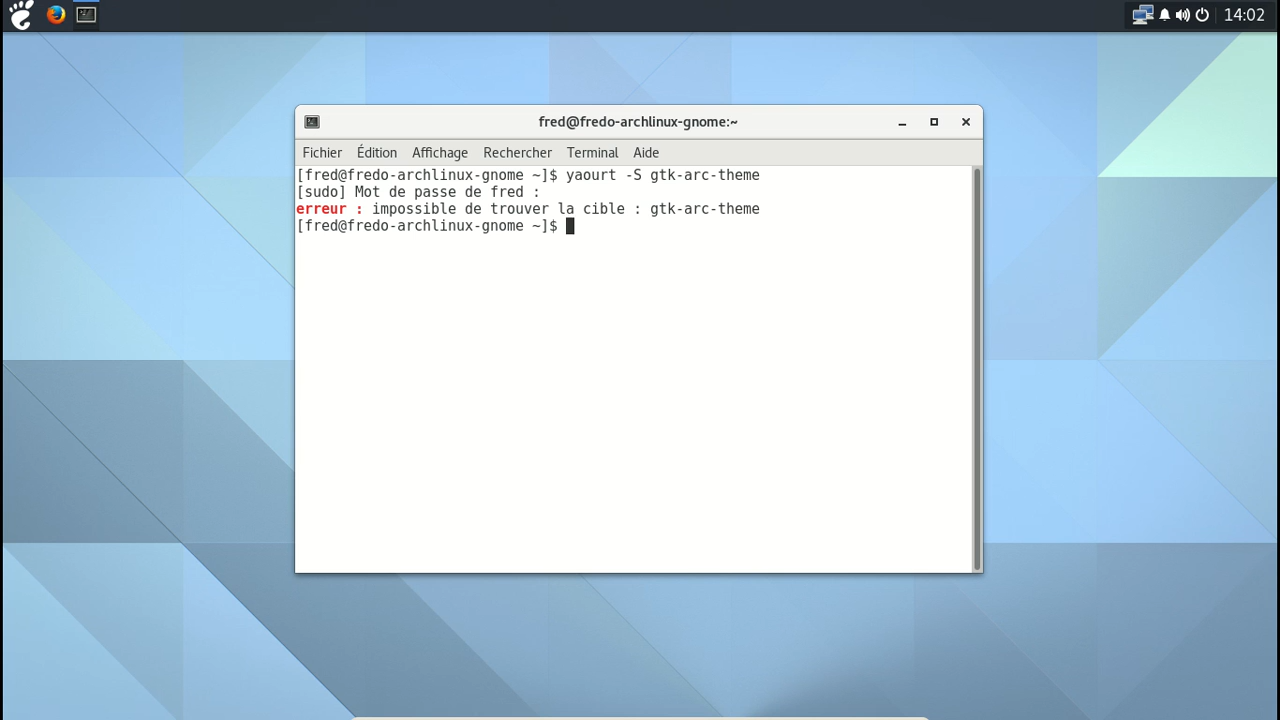 14:02
fred@fredo-archlinux-gnome:~
Fichier Édition Affichage Rechercher Terminal Aide
[fred@fredo-archlinux-gnome ~]$ yaourt -S gtk-arc-theme
[sudo] Mot de passe de fred :
erreur : impossible de trouver la cible : gtk-arc-theme
[fred@fredo-archlinux-gnome ~]$